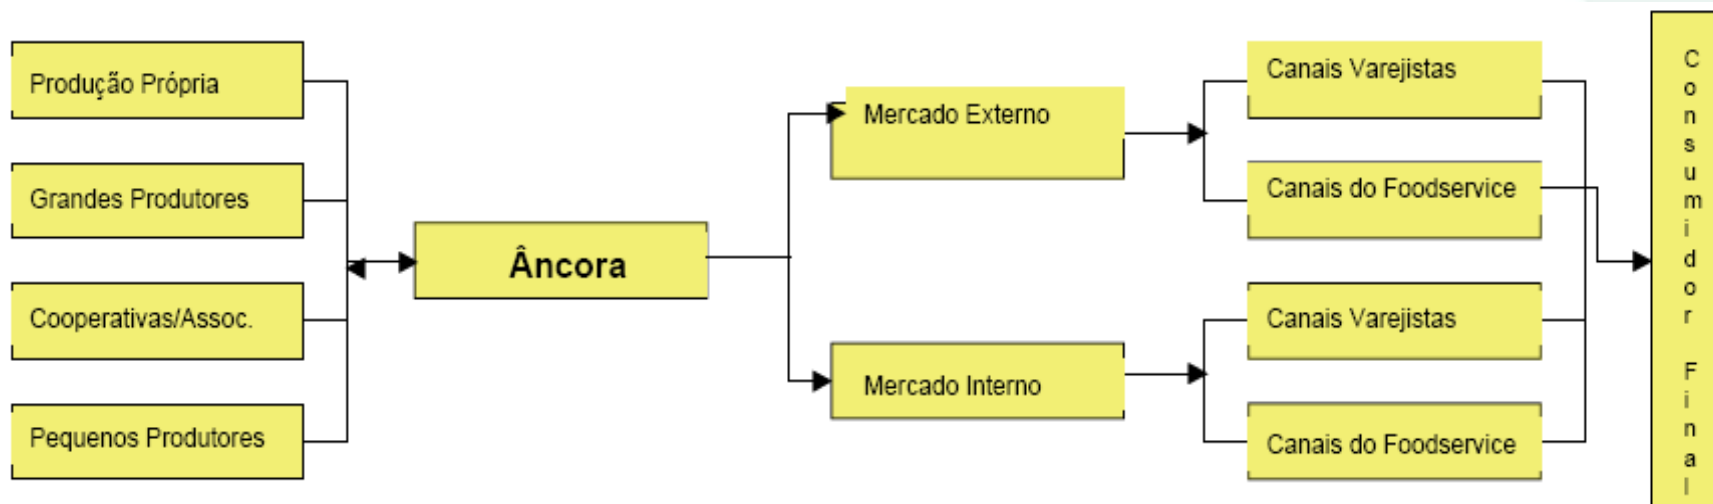 Produção Própria
Grandes Produtores
Cooperativas/Assoc.
Pequenos Produtores
Âncora
Mercado Externo
Mercado Interno
Canais Varejistas
Canais do Foodservice
Canais Varejistas
Canais do Foodservice
Consumidor Final